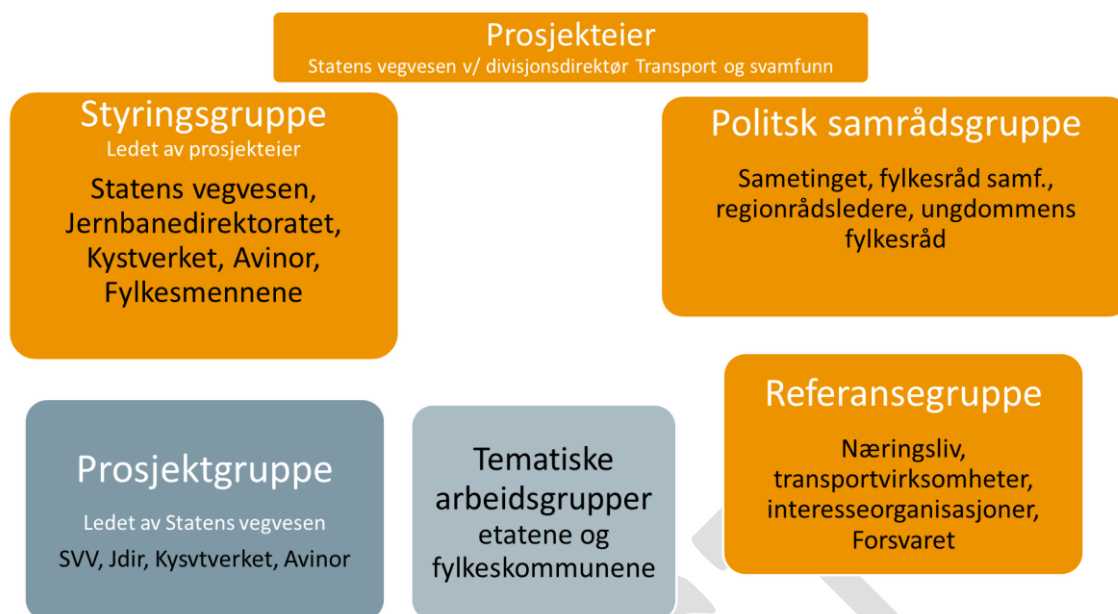 Prosjekteier
Statens vegvesen v/ divisjonsdirektør Transport og svamfunn
Styringsgruppe
Ledet av prosjekteier
Statens vegvesen,
Jernbanedirektoratet,
Kystverket, Avinor,
Fylkesmennene
Politsk samrådsgruppe
Sametinget, fylkesråd samf.,
regionrådsledere, ungdommens
fylkesråd
Prosjektgruppe
Ledet av Statens vegvesen
SVV, Jdir, Kysvtverket, Avinor
Tematiske
arbeidsgrupper
etatene og
fylkeskommunene
Referansegruppe
Næringsliv,
transportvirksomheter,
interesseorganisasjoner,
Forsvaret